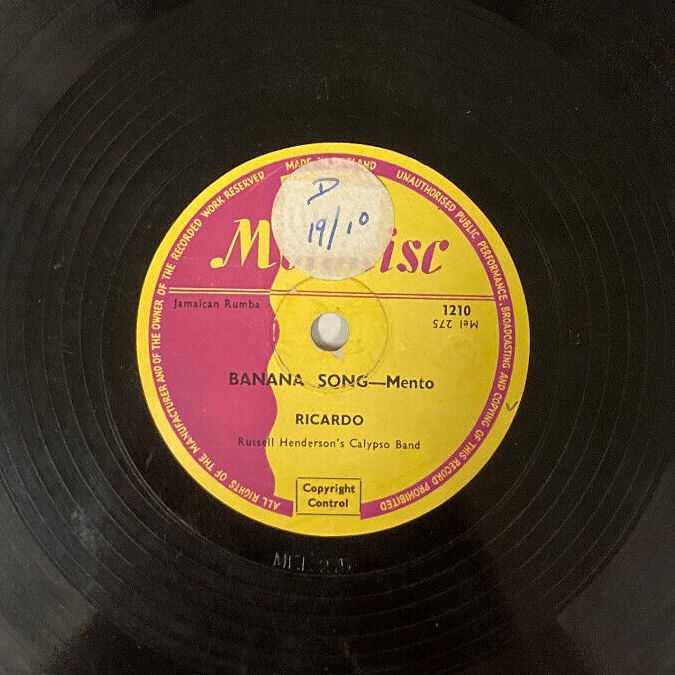 MADE IN ENGLAND
UNAUTHORISED PUBLIC PERFORMANCE, BROADCASTING AND COPYING OF THIS RECORD PROHIBITED
ALL RIGHTS OF THE MANUFACTURER AND OF THE OWNER OF THE RECORDED WORK RESERVED
D
19/10
Jamaican Rumba
1210
Mel 275
BANANA SONG—Mento
RICARDO
Russell Henderson's Calypso Band
Copyright
Control